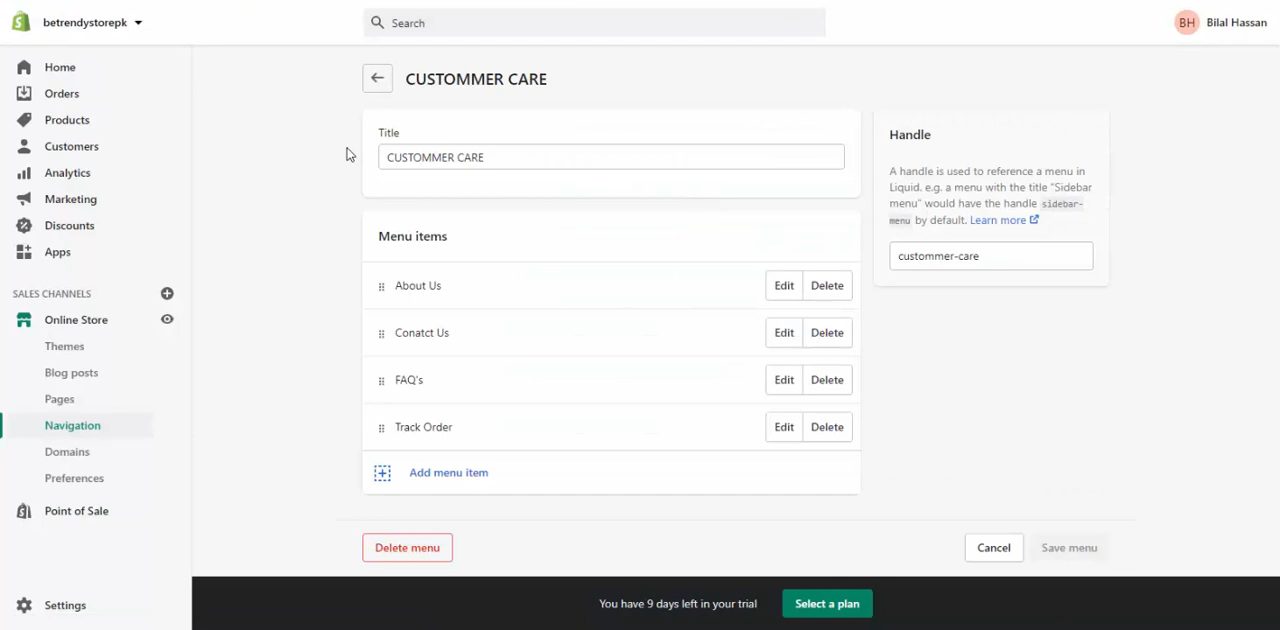 betrendystorepk
Search
BH
Bilal Hassan
Home
Orders
Products
Customers
Analytics
Marketing
Discounts
Apps
SALES CHANNELS
Online Store
Themes
Blog posts
Pages
Navigation
Domains
Preferences
Point of Sale
Settings
CUSTOMMER CARE
Title
CUSTOMMER CARE
Menu items
About Us
Edit
Delete
Conatct Us
Edit
Delete
FAQ's
Edit
Delete
Track Order
Edit
Delete
Add menu item
Handle
A handle is used to reference a menu in
Liquid. e.g. a menu with the title "Sidebar
menu" would have the handle sidebar-
menu by default. Learn more
custommer-care
Delete menu
Cancel
Save menu
You have 9 days left in your trial
Select a plan